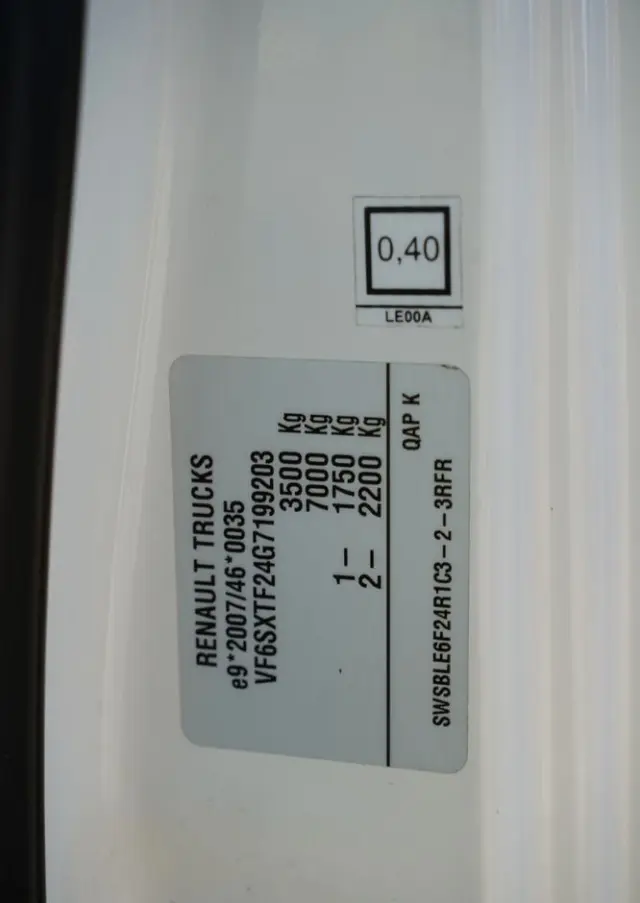 0,40
LE00A
RENAULT TRUCKS
e9*2007/46*0035
VF6SXTF24G7199203
3500 Kg
7000 Kg
1– 1750 Kg
2– 2200 Kg
QAP K
SWSBLE6F24R1C3–2–3RFR